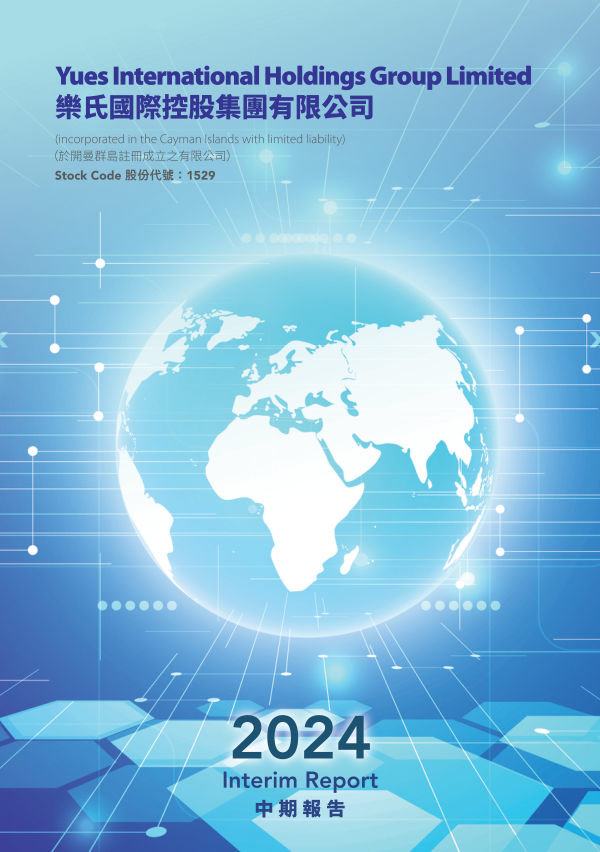 Yues International Holdings Group Limited
樂氏國際控股集團有限公司
(incorporated in the Cayman Islands with limited liability)
(於開曼群島註冊成立之有限公司)
Stock Code 股份代號：1529
2024
Interim Report
中期報告